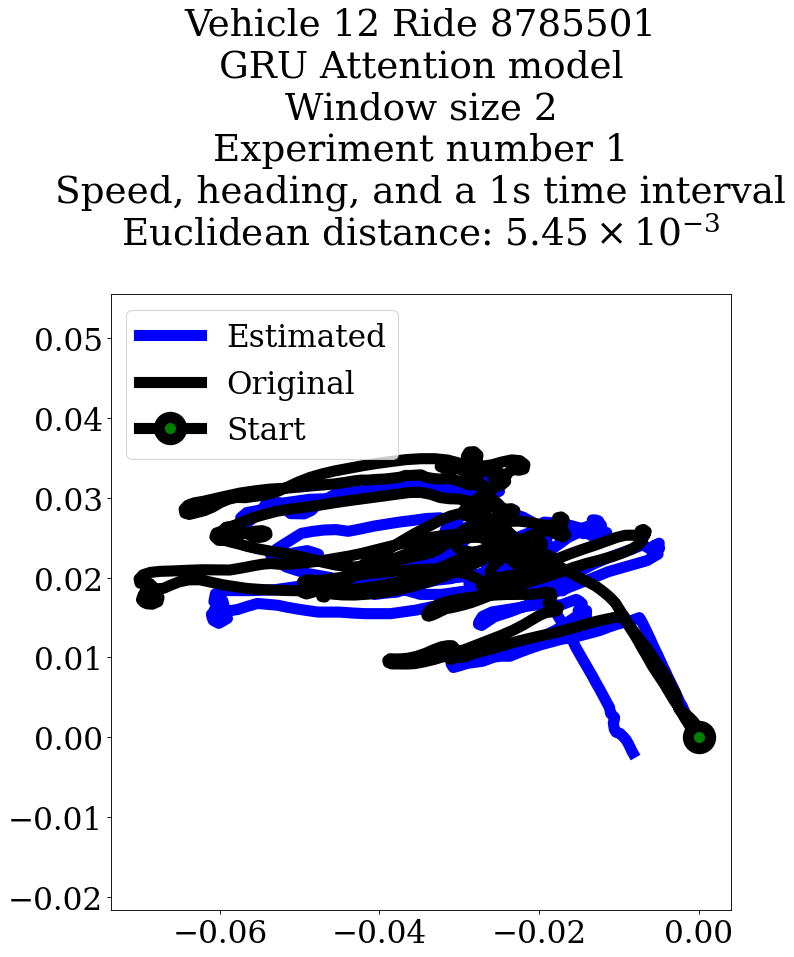 Vehicle 12 Ride 8785501
GRU Attention model
Window size 2
Experiment number 1
Speed, heading, and a 1s time interval
Euclidean distance: 5.45 × 10⁻³
Estimated
Original
Start
0.05
0.04
0.03
0.02
0.01
0.00
−0.01
−0.02
−0.06 −0.04 −0.02 0.00